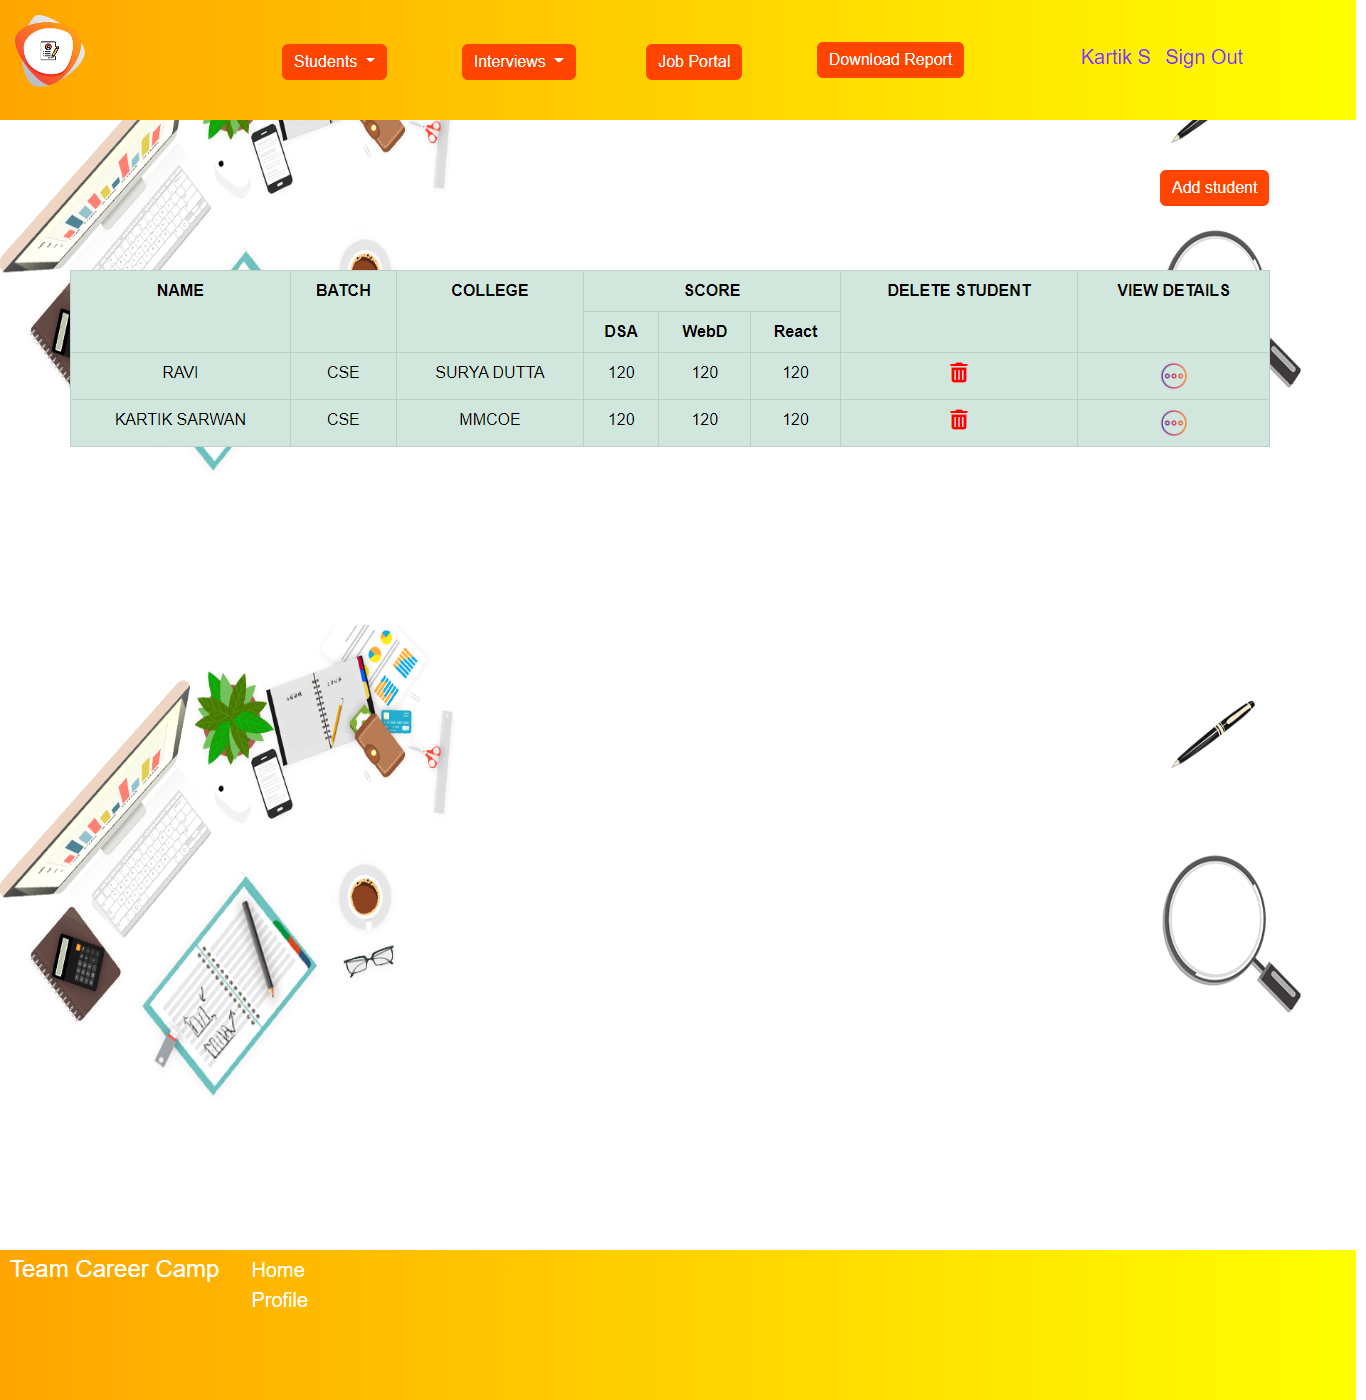 Students
Interviews
Job Portal
Download Report
Kartik S Sign Out
Add student
NAME BATCH COLLEGE SCORE DELETE STUDENT VIEW DETAILS
DSA WebD React
RAVI CSE SURYA DUTTA 120 120 120
KARTIK SARWAN CSE MMCOE 120 120 120
Team Career Camp
Home
Profile